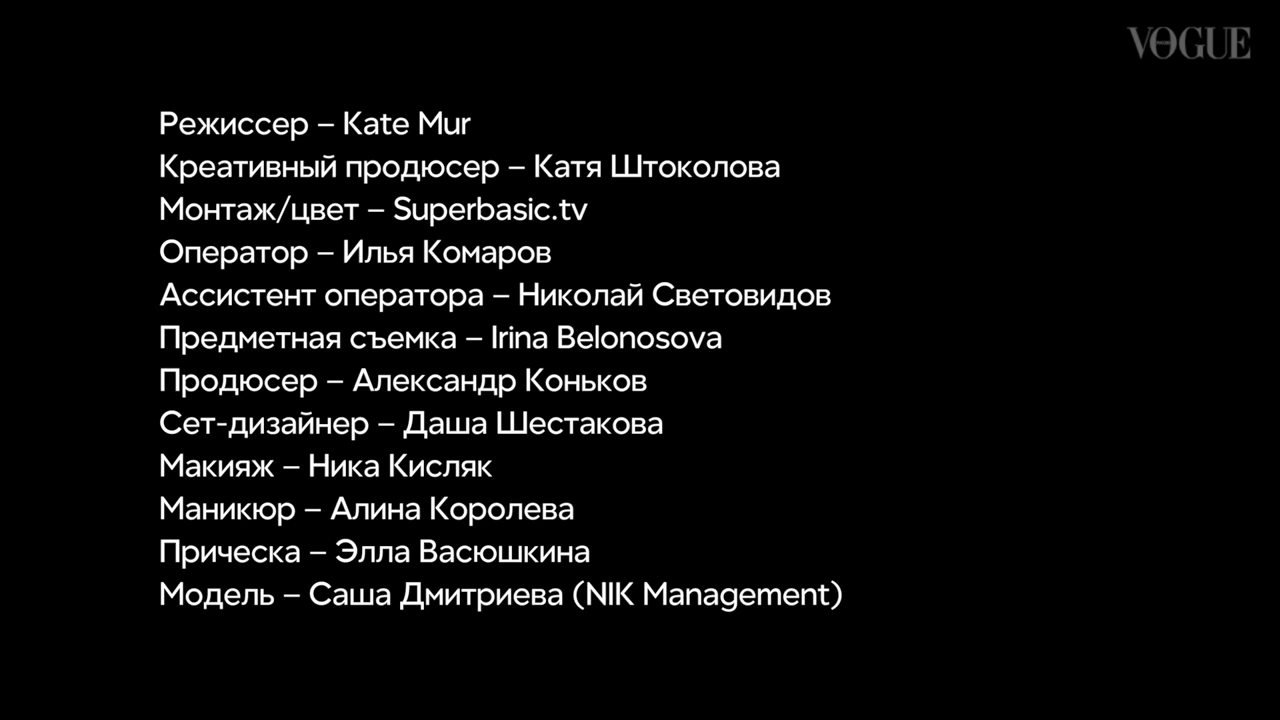 VOGUE
Режиссер – Kate Mur
Креативный продюсер – Катя Штоколова
Монтаж/цвет – Superbasic.tv
Оператор – Илья Комаров
Ассистент оператора – Николай Световидов
Предметная съемка – Irina Belonosova
Продюсер – Александр Коньков
Сет-дизайнер – Даша Шестакова
Макияж – Ника Кисляк
Маникюр – Алина Королева
Прическа – Элла Васюшкина
Модель – Саша Дмитриева (NIK Management)